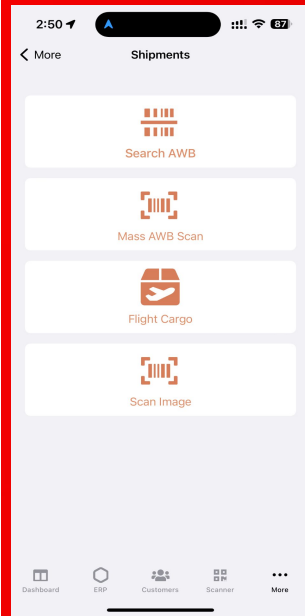 2:50
87
More
Shipments
Search AWB
Mass AWB Scan
Flight Cargo
Scan Image
Dashboard ERP Customers Scanner More